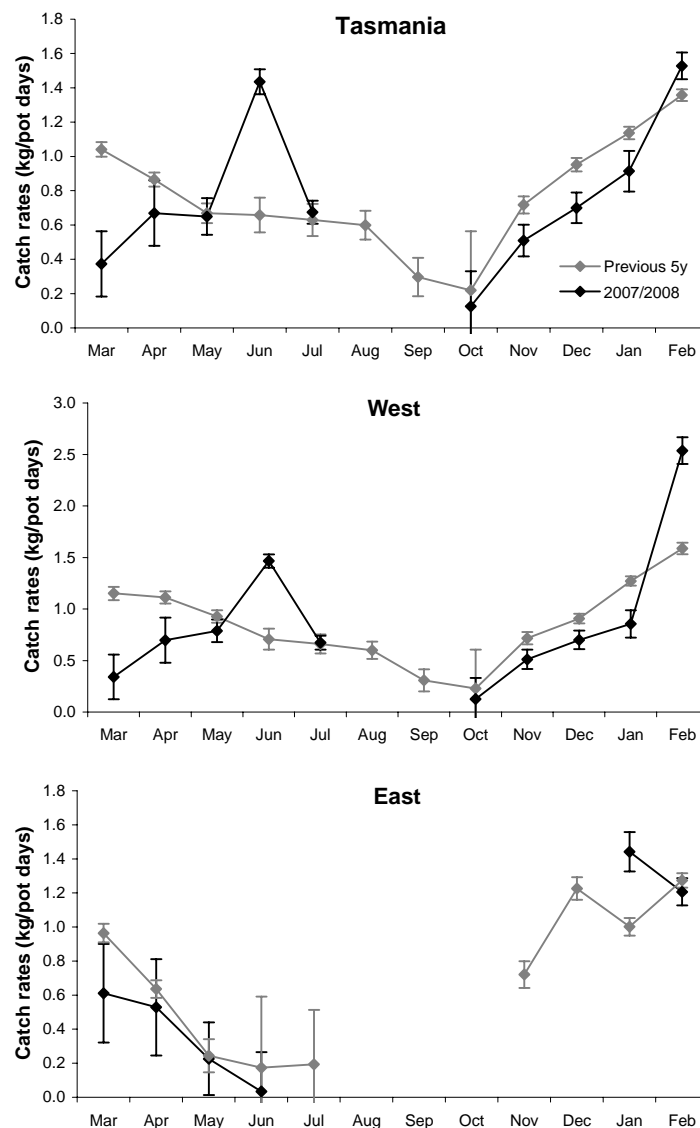 Tasmania
Catch rates (kg/pot days)
1.8
1.6
1.4
1.2
1.0
0.8
0.6
0.4
0.2
0.0
Previous 5y
2007/2008
Mar Apr May Jun Jul Aug Sep Oct Nov Dec Jan Feb
West
Catch rates (kg/pot days)
3.0
2.5
2.0
1.5
1.0
0.5
0.0
Mar Apr May Jun Jul Aug Sep Oct Nov Dec Jan Feb
East
Catch rates (kg/pot days)
1.8
1.6
1.4
1.2
1.0
0.8
0.6
0.4
0.2
0.0
Mar Apr May Jun Jul Aug Sep Oct Nov Dec Jan Feb